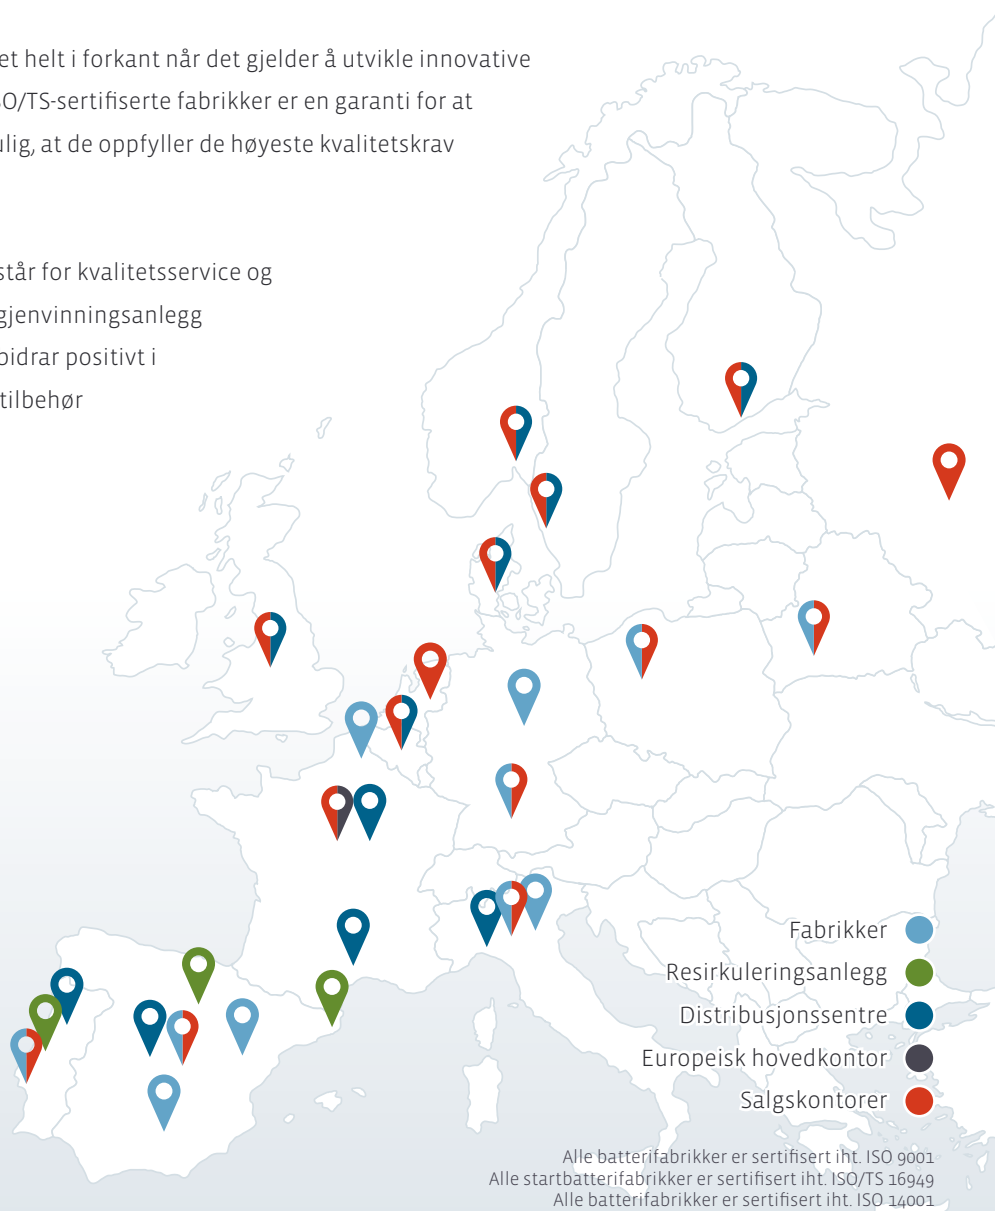 et helt i forkant når det gjelder å utvikle innovative
O/TS-sertifiserte fabrikker er en garanti for at
lig, at de oppfyller de høyeste kvalitetskrav
står for kvalitetsservice og
gjenvinningsanlegg
bidrar positivt i
tilbehør
Fabrikker
Resirkuleringsanlegg
Distribusjonssentre
Europeisk hovedkontor
Salgskontorer
Alle batterifabrikker er sertifisert iht. ISO 9001
Alle startbatterifabrikker er sertifisert iht. ISO/TS 16949
Alle batterifabrikker er sertifisert iht. ISO 14001